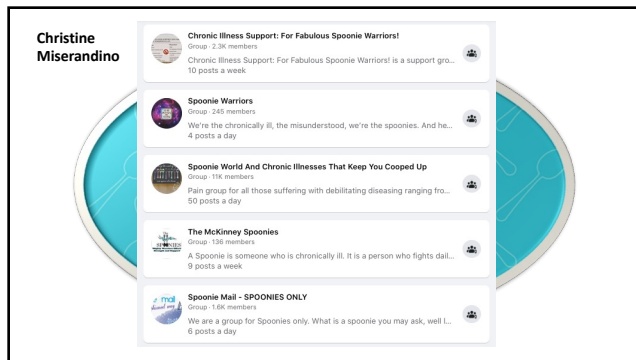 Christine
Miserandino
Chronic Illness Support: For Fabulous Spoonie Warriors!
Group · 2.3K members
Chronic Illness Support: For Fabulous Spoonie Warriors! is a support gro...
10 posts a week
Spoonie Warriors
Group · 245 members
We're the chronically ill, the misunderstood, we're the spoonies. And he...
4 posts a day
Spoonie World And Chronic Illnesses That Keep You Cooped Up
Group · 11K members
Pain group for all those suffering with debilitating diseasing ranging fro...
50 posts a day
The McKinney Spoonies
Group · 136 members
A Spoonie is someone who is chronically ill. It is a person who fights dail...
9 posts a week
SPOONIES
Spoonie Mail - SPOONIES ONLY
Group · 1.6K members
We are a group for Spoonies only. What is a spoonie you may ask, well I...
6 posts a day
mail